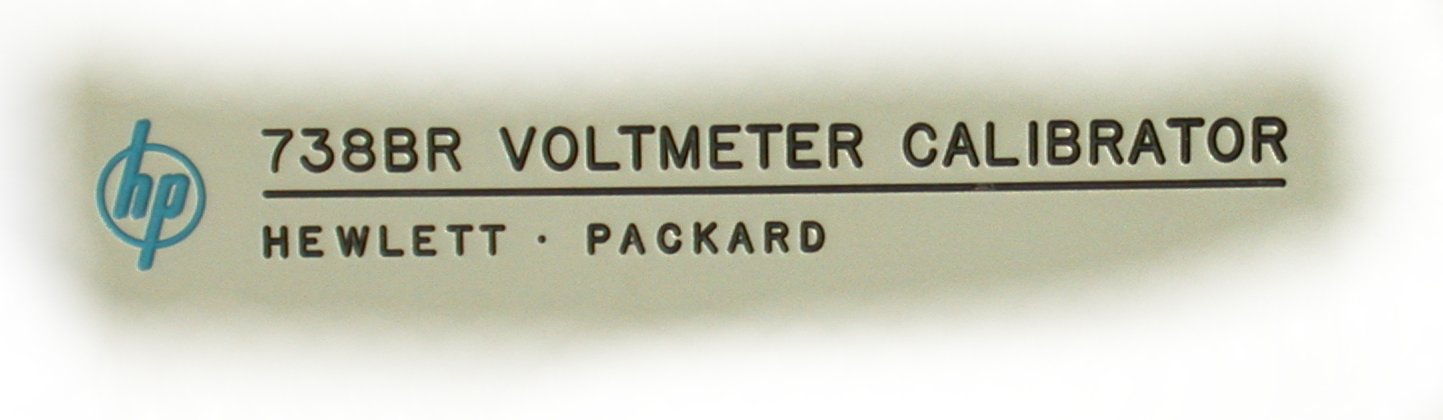 hp
738BR VOLTMETER CALIBRATOR
HEWLETT · PACKARD